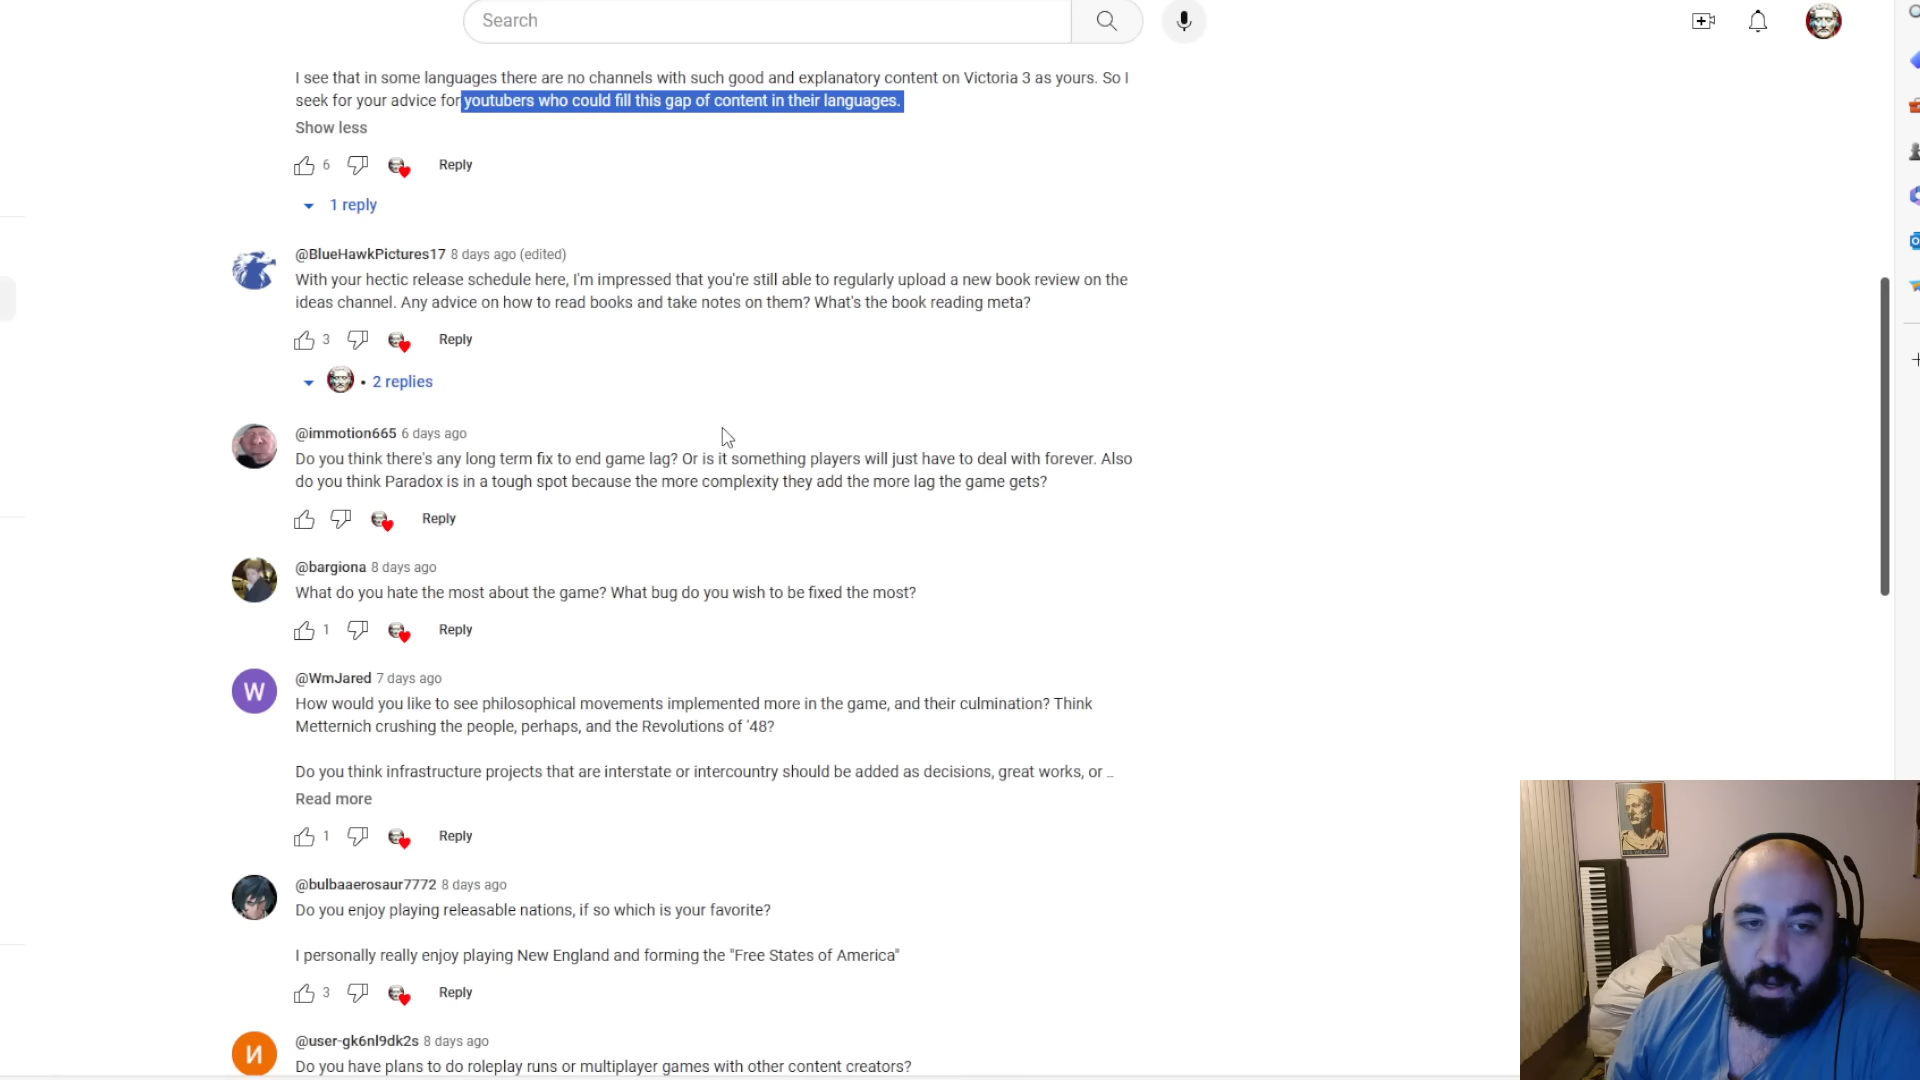 Search
I see that in some languages there are no channels with such good and explanatory content on Victoria 3 as yours. So I
seek for your advice for youtubers who could fill this gap of content in their languages.
Show less
6
Reply
1 reply
@BlueHawkPictures17 8 days ago (edited)
With your hectic release schedule here, I'm impressed that you're still able to regularly upload a new book review on the
ideas channel. Any advice on how to read books and take notes on them? What's the book reading meta?
3
Reply
• 2 replies
@immotion665 6 days ago
Do you think there's any long term fix to end game lag? Or is it something players will just have to deal with forever. Also
do you think Paradox is in a tough spot because the more complexity they add the more lag the game gets?
Reply
@bargiona 8 days ago
What do you hate the most about the game? What bug do you wish to be fixed the most?
1
Reply
W
@WmJared 7 days ago
How would you like to see philosophical movements implemented more in the game, and their culmination? Think
Metternich crushing the people, perhaps, and the Revolutions of '48?
Do you think infrastructure projects that are interstate or intercountry should be added as decisions, great works, or ...
Read more
1
Reply
@bulbaaerosaur7772 8 days ago
Do you enjoy playing releasable nations, if so which is your favorite?
I personally really enjoy playing New England and forming the "Free States of America"
3
Reply
И
@user-gk6nl9dk2s 8 days ago
Do you have plans to do roleplay runs or multiplayer games with other content creators?